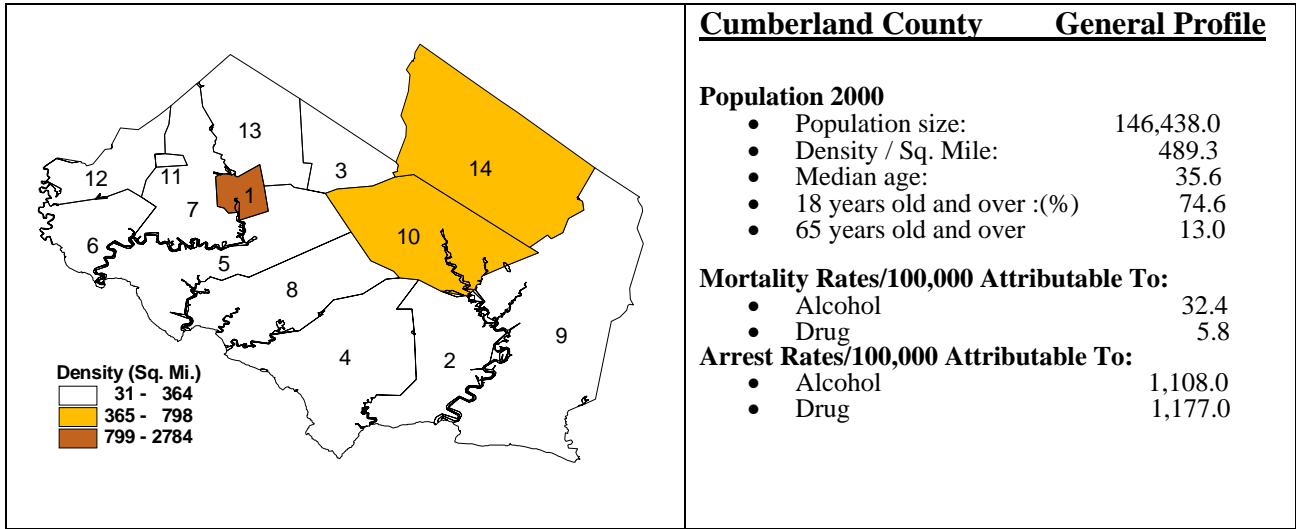 13
3
14
12
11
1
7
10
6
5
8
9
4
2
Density (Sq. Mi.)
31 - 364
365 - 798
799 - 2784
Cumberland County General Profile
Population 2000
• Population size: 146,438.0
• Density / Sq. Mile: 489.3
• Median age: 35.6
• 18 years old and over :(%) 74.6
• 65 years old and over 13.0
Mortality Rates/100,000 Attributable To:
• Alcohol 32.4
• Drug 5.8
Arrest Rates/100,000 Attributable To:
• Alcohol 1,108.0
• Drug 1,177.0